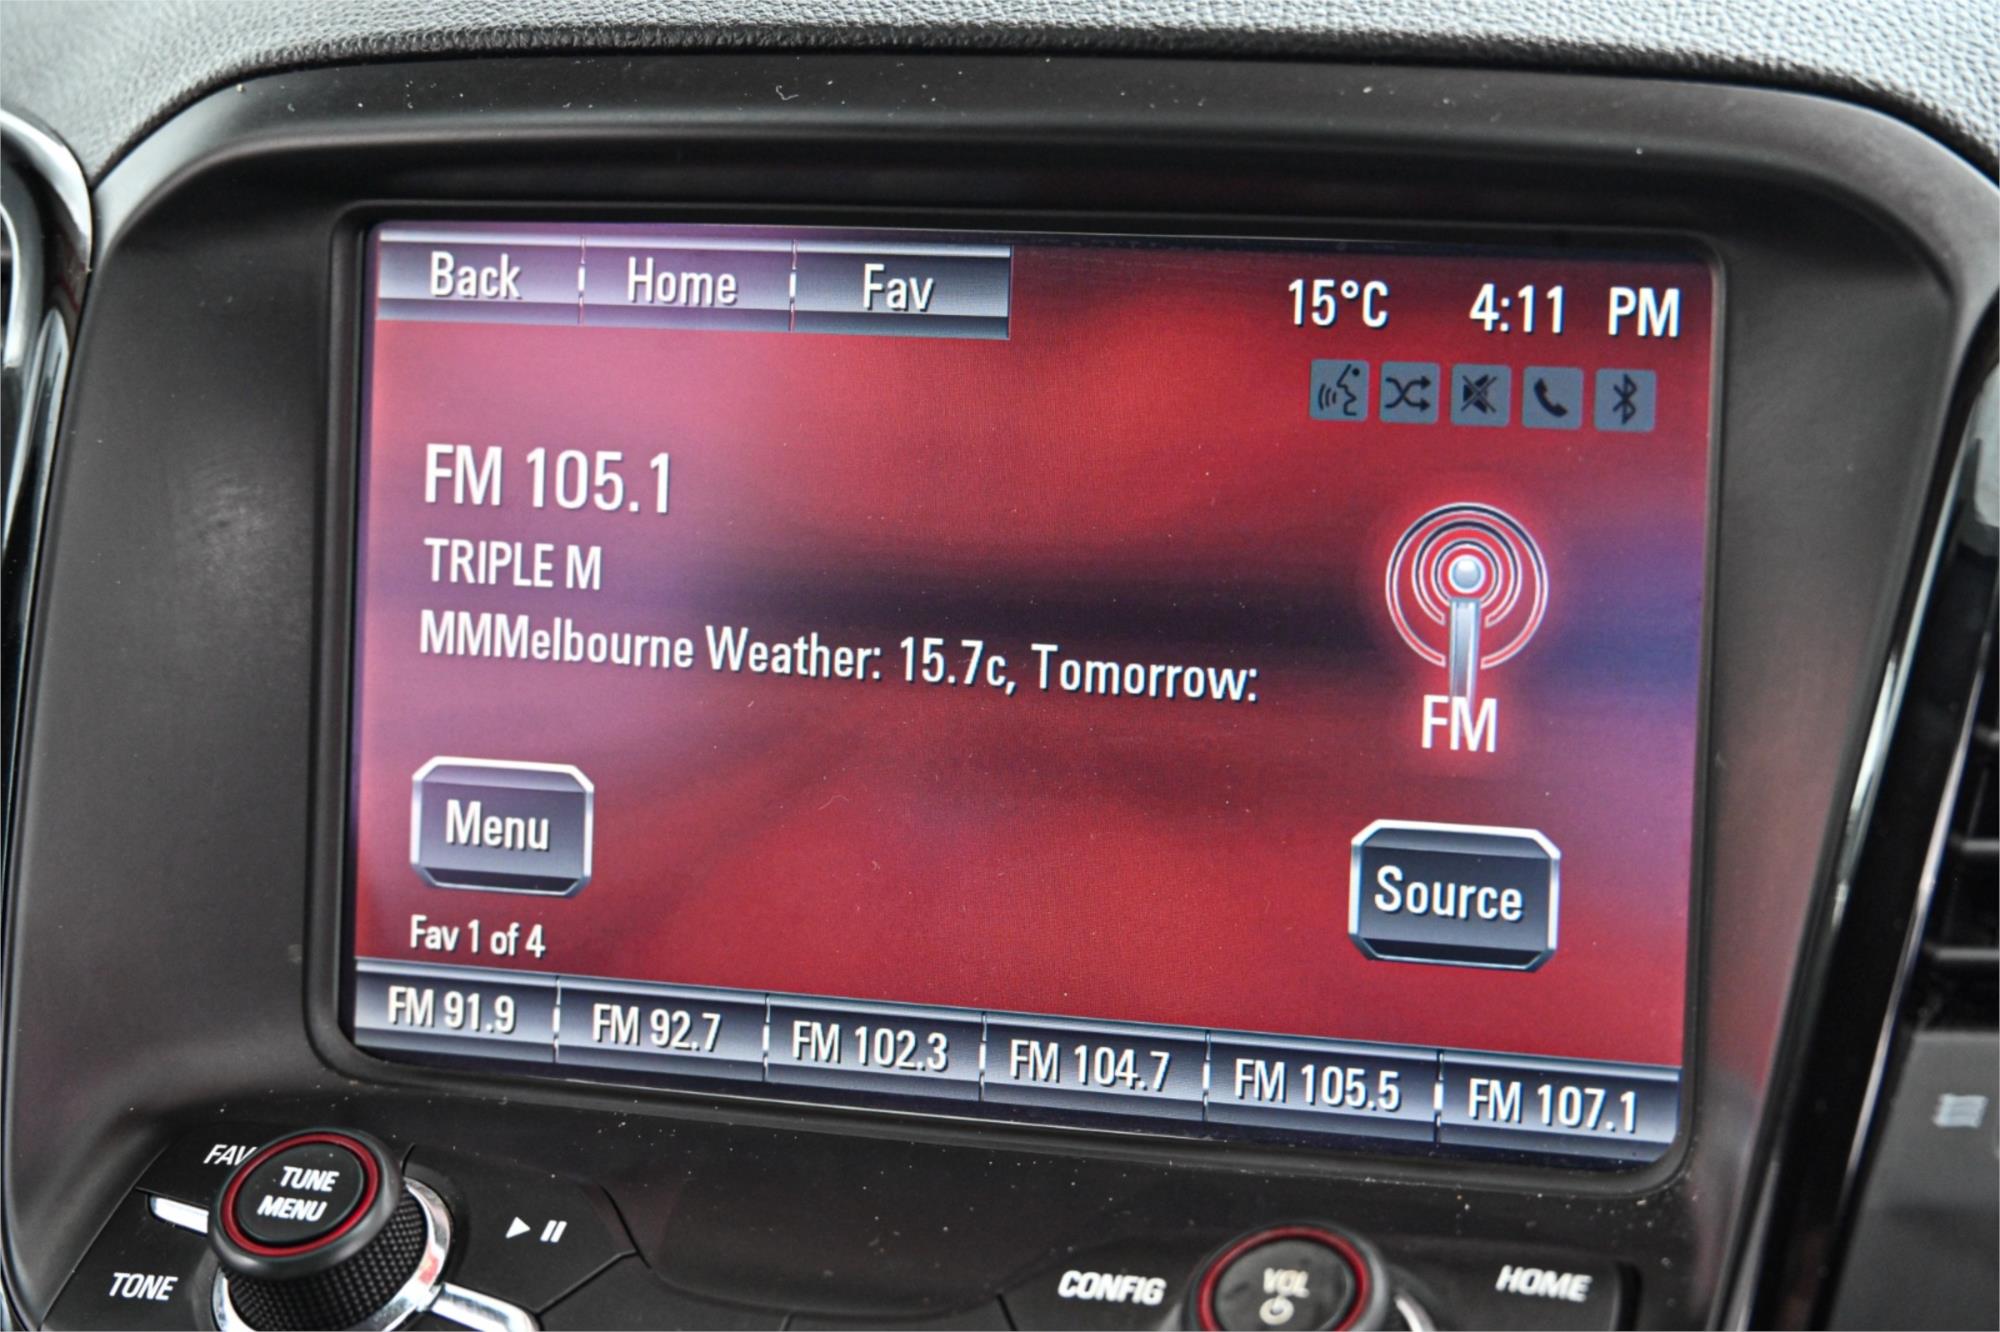 Back Home Fav 15°C 4:11 PM
FM 105.1
TRIPLE M
MMMelbourne Weather: 15.7c, Tomorrow:
FM
Menu
Source
Fav 1 of 4
FM 91.9 FM 92.7 FM 102.3 FM 104.7 FM 105.5 FM 107.1
FAV
TUNE
MENU
TONE
CONFIG
VOL
HOME